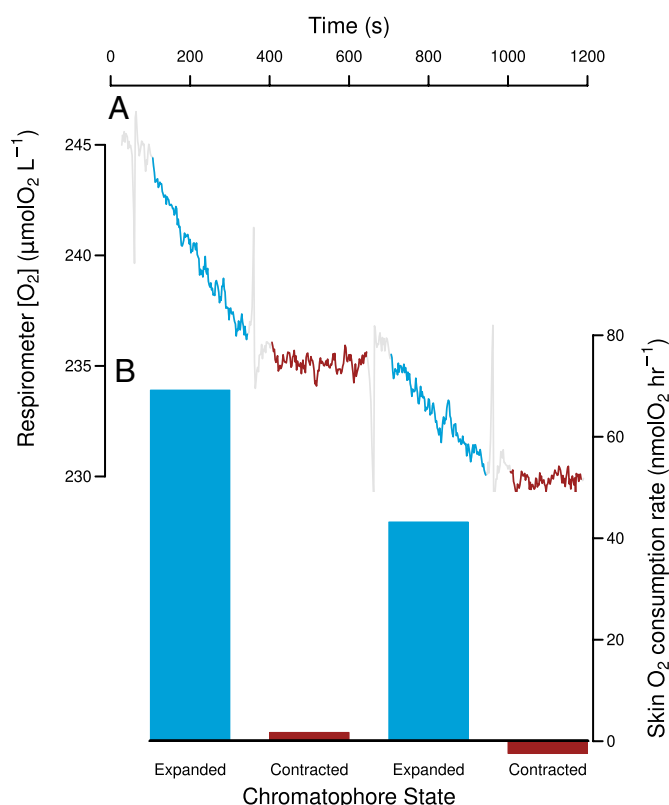 Time (s)
0 200 400 600 800 1000 1200
A
Respirometer [O₂] (µmolO₂ L⁻¹)
245
240
235
230
B
80
60
40
20
0
Skin O₂ consumption rate (nmolO₂ hr⁻¹)
Expanded Contracted Expanded Contracted
Chromatophore State